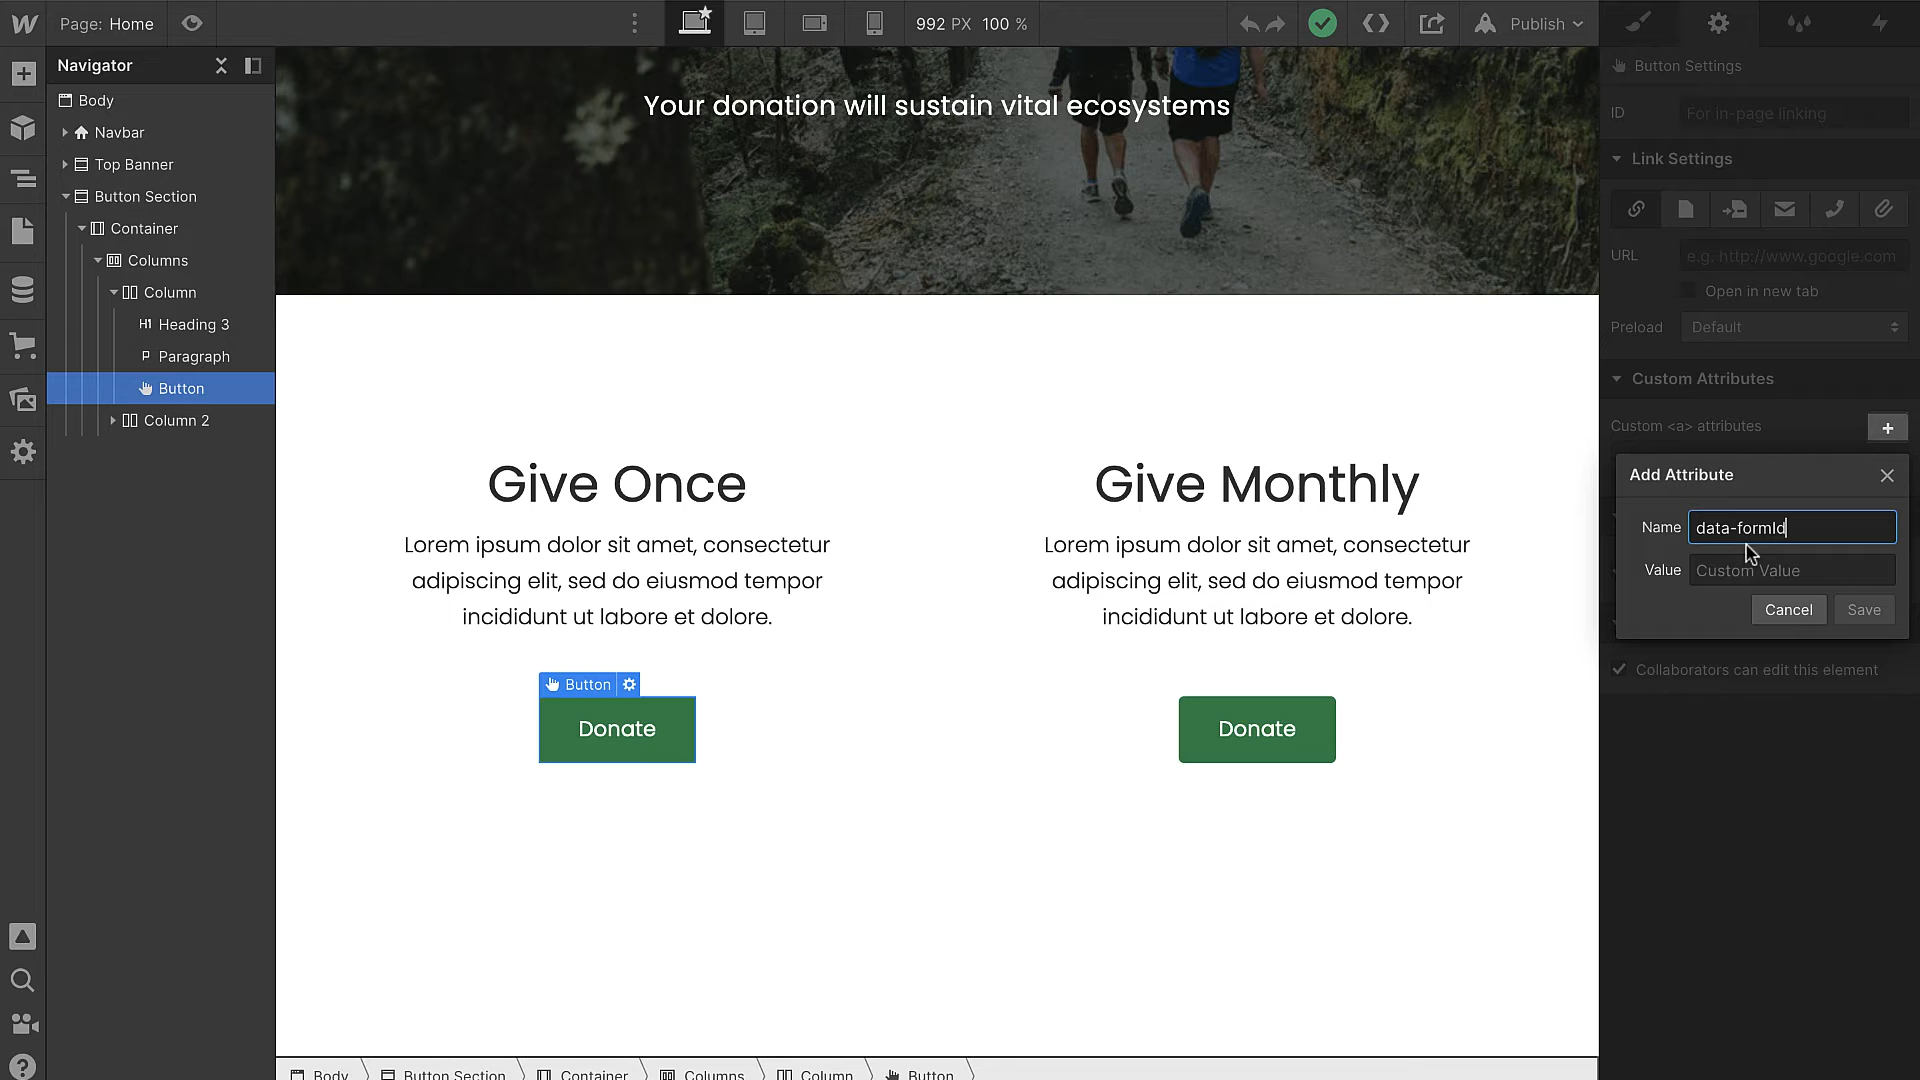 Page: Home
992 PX 100 %
Publish
Navigator
Body
Navbar
Top Banner
Button Section
Container
Columns
Column
H1 Heading 3
P Paragraph
Button
Column 2
Your donation will sustain vital ecosystems
Give Once
Lorem ipsum dolor sit amet, consectetur
adipiscing elit, sed do eiusmod tempor
incididunt ut labore et dolore.
Button
Donate
Give Monthly
Lorem ipsum dolor sit amet, consectetur
adipiscing elit, sed do eiusmod tempor
incididunt ut labore et dolore.
Donate
Button Settings
ID For in-page linking
Link Settings
URL e.g. http://www.google.com
Open in new tab
Preload Default
Custom Attributes
Custom <a> attributes
Add Attribute
Name data-formId
Value Custom Value
Cancel Save
Collaborators can edit this element
Body Button Section Container Columns Column Button